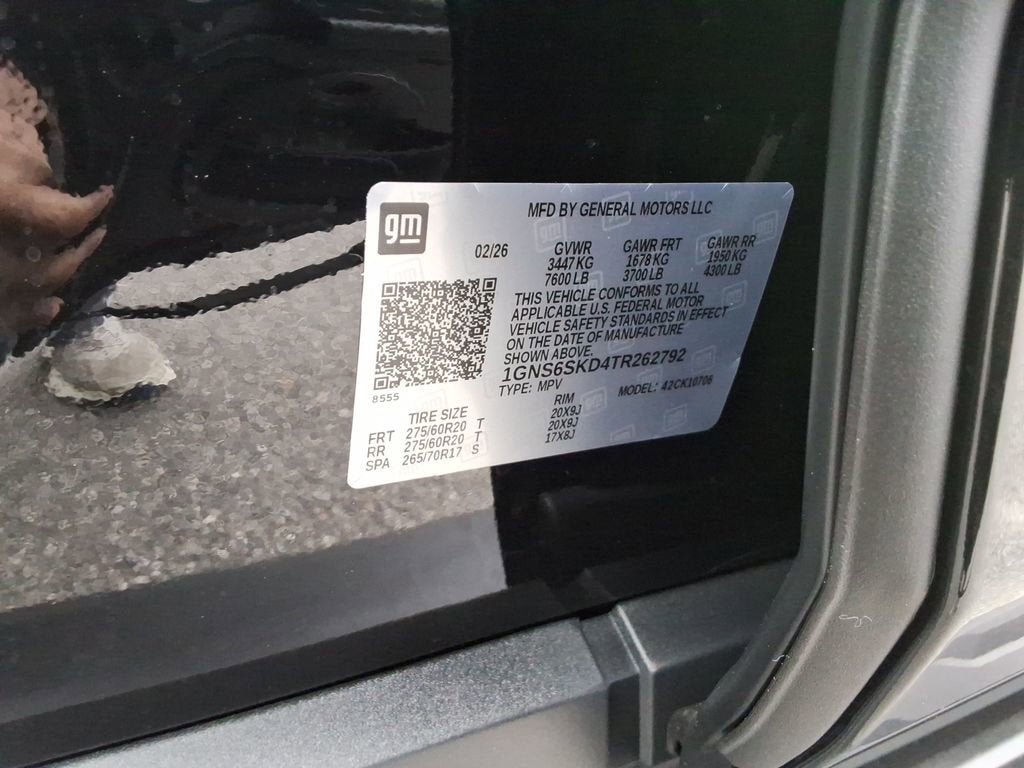 gm
MFD BY GENERAL MOTORS LLC
02/26 GVWR GAWR FRT GAWR RR
3447 KG 1678 KG 1950 KG
7600 LB 3700 LB 4300 LB
THIS VEHICLE CONFORMS TO ALL
APPLICABLE U.S. FEDERAL MOTOR
VEHICLE SAFETY STANDARDS IN EFFECT
ON THE DATE OF MANUFACTURE
SHOWN ABOVE.
1GNS6SKD4TR262792
8555 TYPE: MPV MODEL: 42CK10706
TIRE SIZE RIM
FRT 275/60R20 T 20X9J
RR 275/60R20 T 20X9J
SPA 265/70R17 S 17X8J